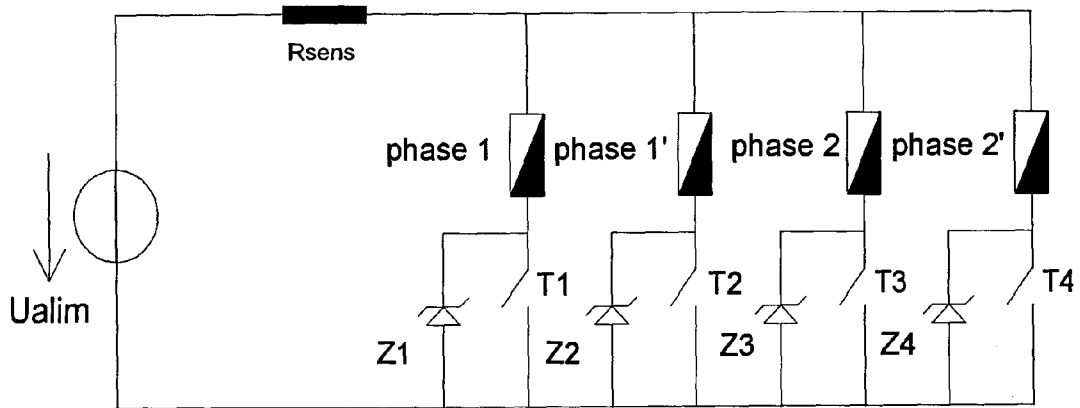 Rsens
phase 1 phase 1' phase 2 phase 2'
Ualim
T1 T2 T3 T4
Z1 Z2 Z3 Z4